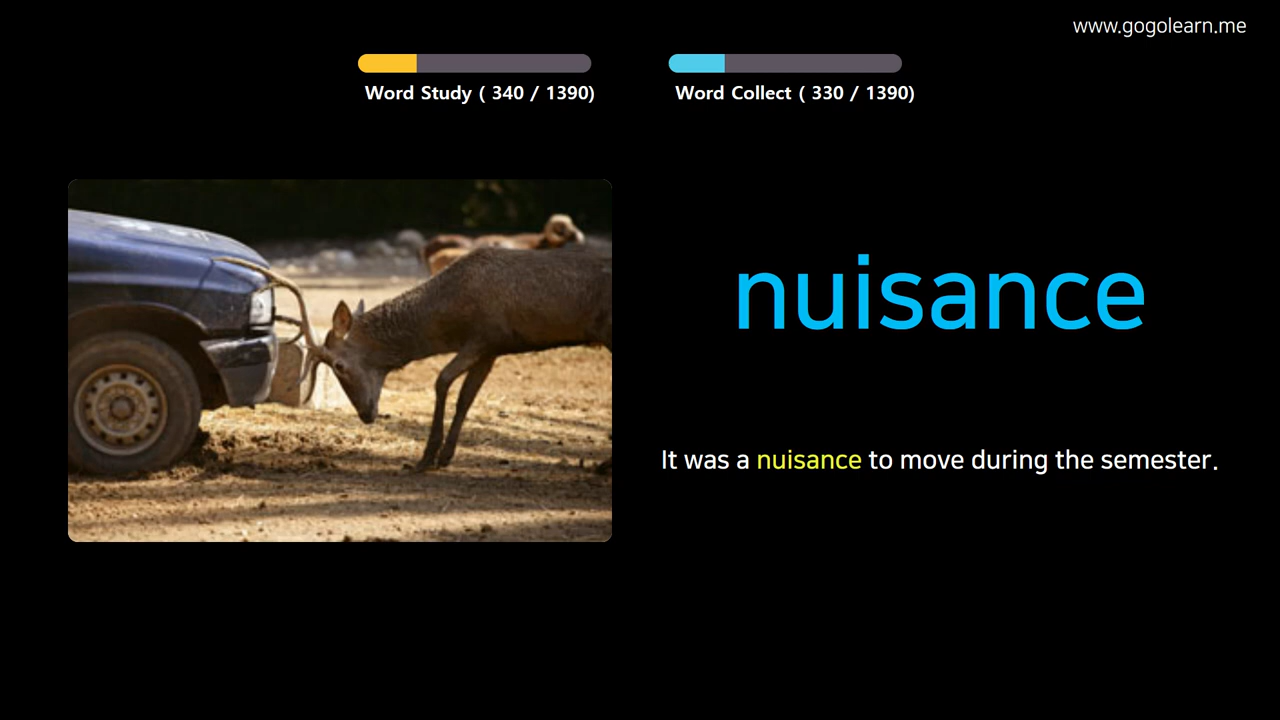 www.gogolearn.me
Word Study ( 340 / 1390)
Word Collect ( 330 / 1390)
nuisance
It was a nuisance to move during the semester.